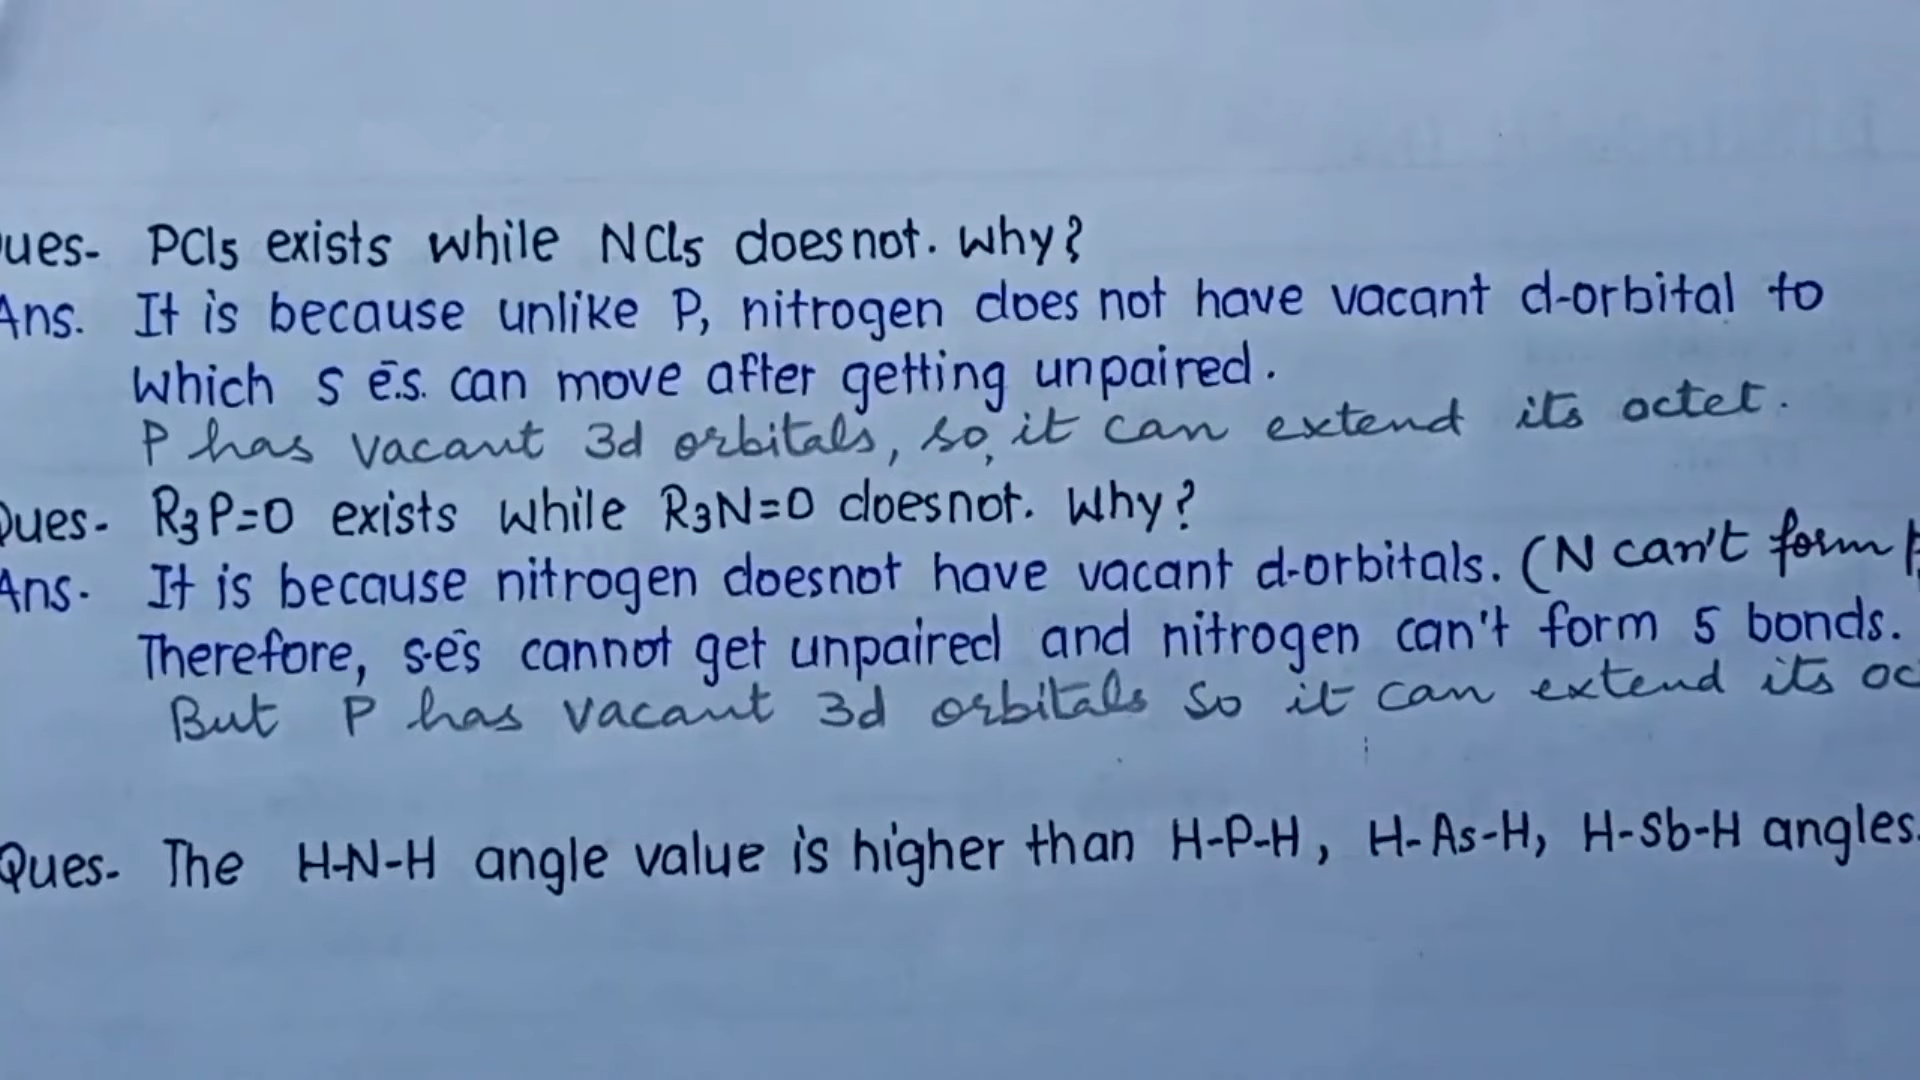 ues- PCl5 exists while NCl5 doesnot. Why?
Ans. It is because unlike P, nitrogen does not have vacant d-orbital to
which s ēs. can move after getting unpaired.
P has vacant 3d orbitals, so, it can extend its octet.
Ques- R3P=O exists while R3N=O doesnot. Why?
Ans- It is because nitrogen doesnot have vacant d-orbitals. (N can't form
Therefore, s-ēs cannot get unpaired and nitrogen can't form 5 bonds.
But P has vacant 3d orbitals so it can extend its oc
Ques- The H-N-H angle value is higher than H-P-H, H-As-H, H-Sb-H angles.